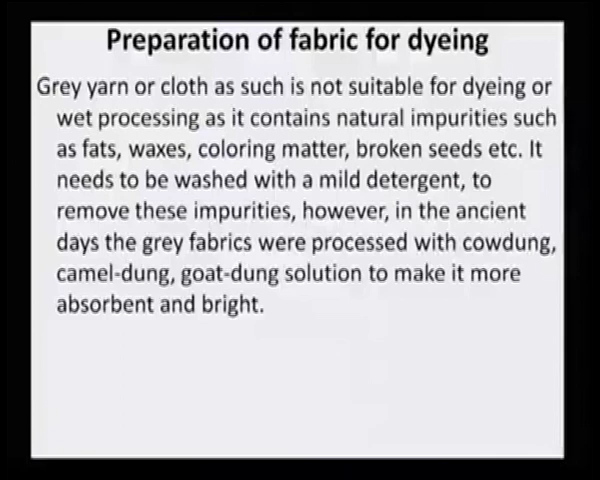 Preparation of fabric for dyeing
Grey yarn or cloth as such is not suitable for dyeing or
wet processing as it contains natural impurities such
as fats, waxes, coloring matter, broken seeds etc. It
needs to be washed with a mild detergent, to
remove these impurities, however, in the ancient
days the grey fabrics were processed with cowdung,
camel-dung, goat-dung solution to make it more
absorbent and bright.